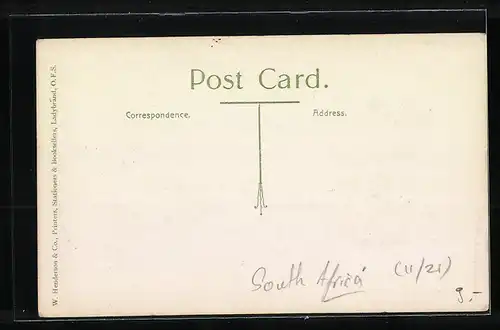 Post Card.
Correspondence.
Address.
W. Henderson & Co., Printers, Stationers & Booksellers, Ladybrand, O.F.S.
South Africa (11/21)
9.-